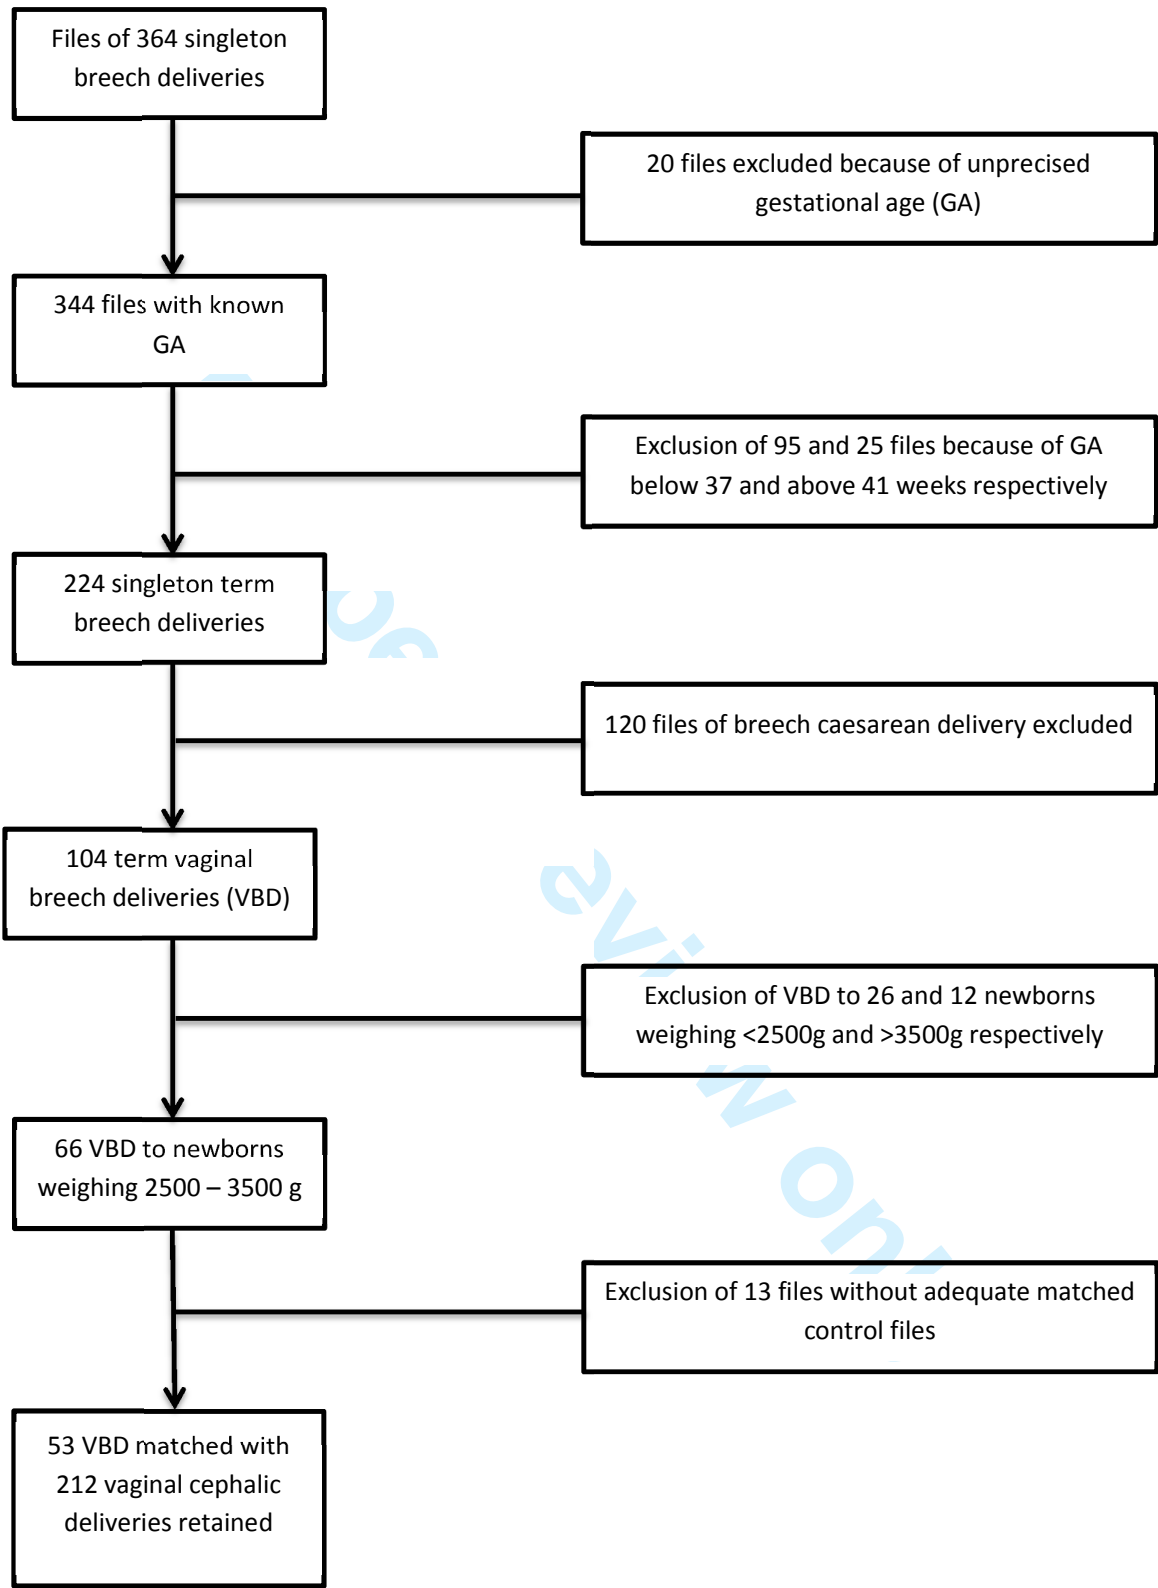 Files of 364 singleton
breech deliveries
20 files excluded because of unprecised
gestational age (GA)
344 files with known
GA
Exclusion of 95 and 25 files because of GA
below 37 and above 41 weeks respectively
224 singleton term
breech deliveries
120 files of breech caesarean delivery excluded
104 term vaginal
breech deliveries (VBD)
Exclusion of VBD to 26 and 12 newborns
weighing <2500g and >3500g respectively
66 VBD to newborns
weighing 2500 – 3500 g
Exclusion of 13 files without adequate matched
control files
53 VBD matched with
212 vaginal cephalic
deliveries retained